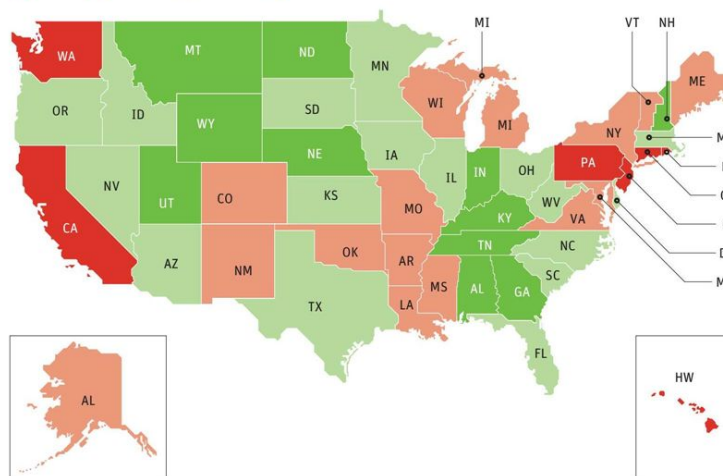 MI
VT
NH
WA
MT
ND
MN
ME
OR
ID
SD
WI
MI
NY
WY
IA
PA
NE
NV
UT
CO
KS
IL
IN
OH
WV
VA
MO
KY
CA
AZ
NM
OK
AR
TN
NC
SC
MS
AL
GA
TX
LA
FL
AL
HW